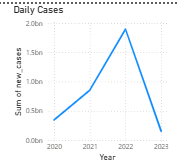 Daily Cases
2.0bn
1.5bn
1.0bn
0.5bn
0.0bn
Sum of new_cases
2020 2021 2022 2023
Year